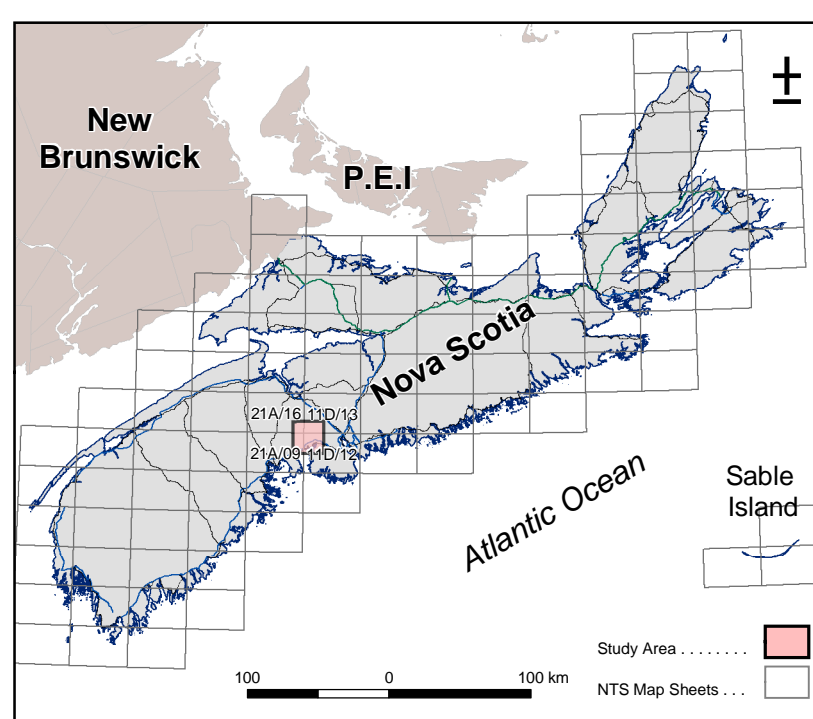 New
Brunswick
P.E.I
±
Nova Scotia
21A/16 11D/13
21A/09 11D/12
Atlantic Ocean
Sable
Island
Study Area . . . . . . . .
NTS Map Sheets . . .
100 0 100 km